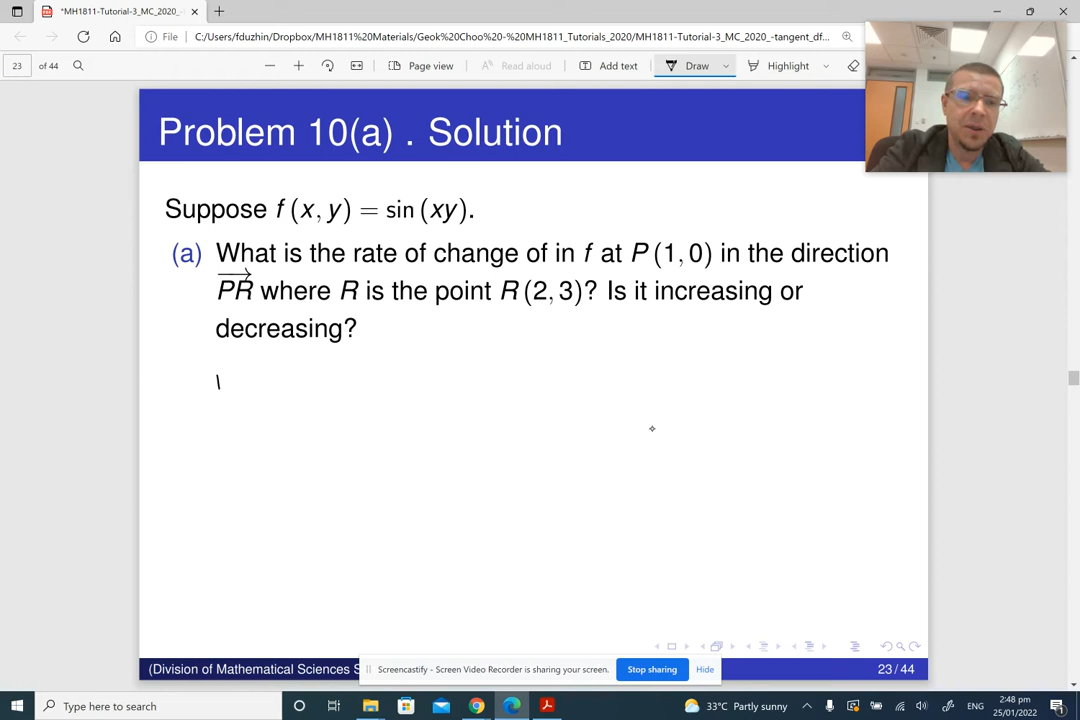 *MH1811-Tutorial-3_MC_2020_-
File
C:/Users/fduzhin/Dropbox/MH1811%20Materials/Geok%20Choo%20-%20MH1811_Tutorials_2020/MH1811-Tutorial-3_MC_2020_-tangent_df...
23 of 44
Page view
Read aloud
Add text
Draw
Highlight
Problem 10(a) . Solution
Suppose f (x, y) = sin (xy).
(a) What is the rate of change of in f at P (1, 0) in the direction
PR⃗ where R is the point R (2, 3)? Is it increasing or
decreasing?
(Division of Mathematical Sciences S
23 / 44
Screencastify - Screen Video Recorder is sharing your screen.
Stop sharing
Hide
Type here to search
33°C Partly sunny
ENG
2:48 pm
25/01/2022
1